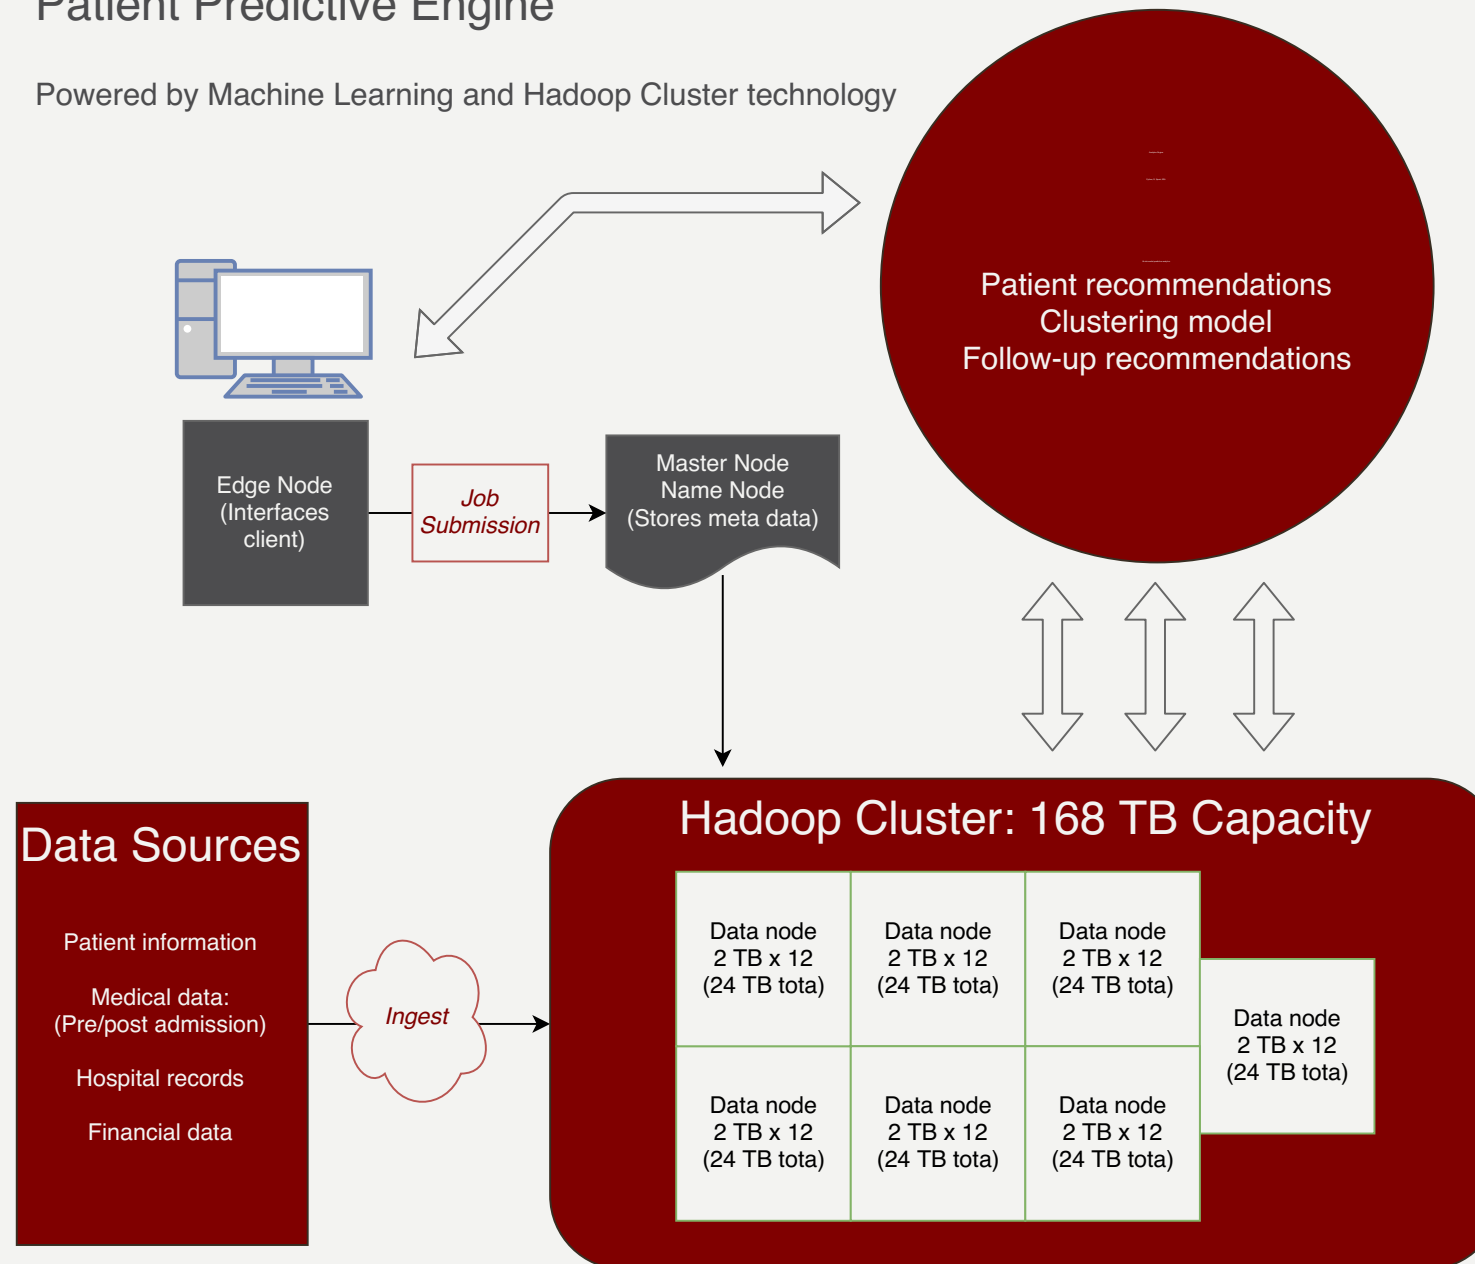 Patient Predictive Engine
Powered by Machine Learning and Hadoop Cluster technology
Patient recommendations
Clustering model
Follow-up recommendations
Edge Node
(Interfaces
client)
Job
Submission
Master Node
Name Node
(Stores meta data)
Data Sources
Patient information
Medical data:
(Pre/post admission)
Hospital records
Financial data
Ingest
Hadoop Cluster: 168 TB Capacity
Data node
2 TB x 12
(24 TB tota)
Data node
2 TB x 12
(24 TB tota)
Data node
2 TB x 12
(24 TB tota)
Data node
2 TB x 12
(24 TB tota)
Data node
2 TB x 12
(24 TB tota)
Data node
2 TB x 12
(24 TB tota)
Data node
2 TB x 12
(24 TB tota)